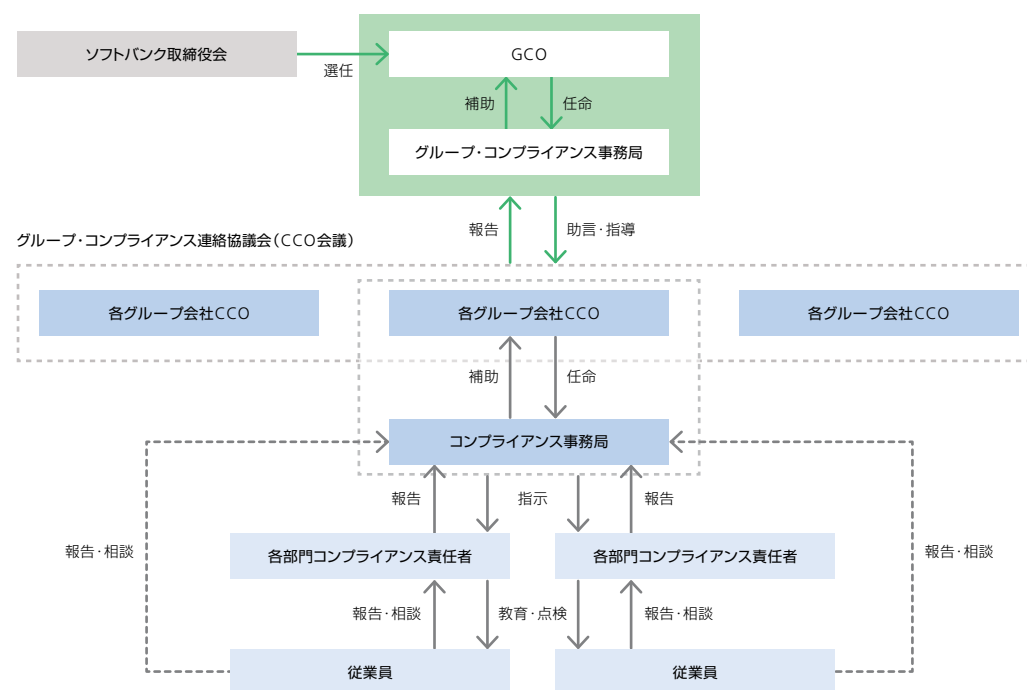 ソフトバンク取締役会
選任
GCO
補助
任命
グループ・コンプライアンス事務局
報告
助言・指導
グループ・コンプライアンス連絡協議会(CCO会議)
各グループ会社CCO
各グループ会社CCO
各グループ会社CCO
補助
任命
コンプライアンス事務局
報告
指示
報告
報告・相談
各部門コンプライアンス責任者
各部門コンプライアンス責任者
報告・相談
報告・相談
教育・点検
報告・相談
従業員
従業員